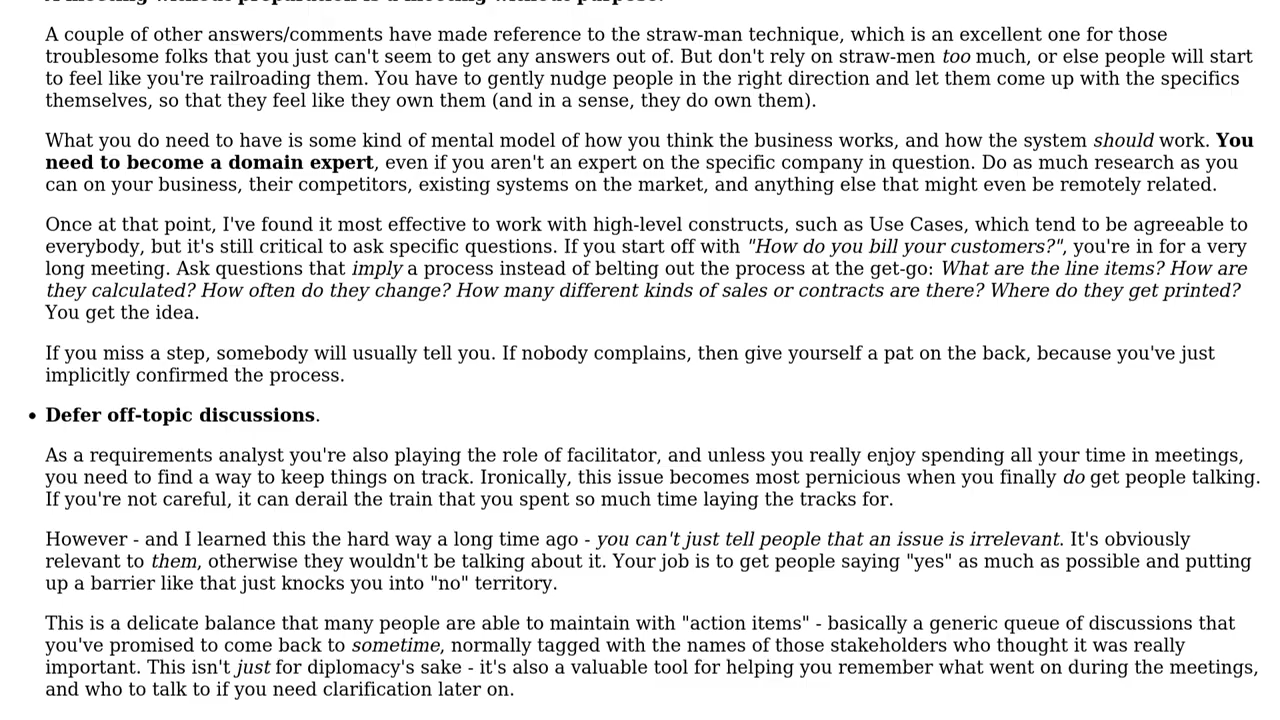 A meeting without preparation is a meeting without purpose.
A couple of other answers/comments have made reference to the straw-man technique, which is an excellent one for those
troublesome folks that you just can't seem to get any answers out of. But don't rely on straw-men too much, or else people will start
to feel like you're railroading them. You have to gently nudge people in the right direction and let them come up with the specifics
themselves, so that they feel like they own them (and in a sense, they do own them).
What you do need to have is some kind of mental model of how you think the business works, and how the system should work. You
need to become a domain expert, even if you aren't an expert on the specific company in question. Do as much research as you
can on your business, their competitors, existing systems on the market, and anything else that might even be remotely related.
Once at that point, I've found it most effective to work with high-level constructs, such as Use Cases, which tend to be agreeable to
everybody, but it's still critical to ask specific questions. If you start off with "How do you bill your customers?", you're in for a very
long meeting. Ask questions that imply a process instead of belting out the process at the get-go: What are the line items? How are
they calculated? How often do they change? How many different kinds of sales or contracts are there? Where do they get printed?
You get the idea.
If you miss a step, somebody will usually tell you. If nobody complains, then give yourself a pat on the back, because you've just
implicitly confirmed the process.
• Defer off-topic discussions.
As a requirements analyst you're also playing the role of facilitator, and unless you really enjoy spending all your time in meetings,
you need to find a way to keep things on track. Ironically, this issue becomes most pernicious when you finally do get people talking.
If you're not careful, it can derail the train that you spent so much time laying the tracks for.
However - and I learned this the hard way a long time ago - you can't just tell people that an issue is irrelevant. It's obviously
relevant to them, otherwise they wouldn't be talking about it. Your job is to get people saying "yes" as much as possible and putting
up a barrier like that just knocks you into "no" territory.
This is a delicate balance that many people are able to maintain with "action items" - basically a generic queue of discussions that
you've promised to come back to sometime, normally tagged with the names of those stakeholders who thought it was really
important. This isn't just for diplomacy's sake - it's also a valuable tool for helping you remember what went on during the meetings,
and who to talk to if you need clarification later on.